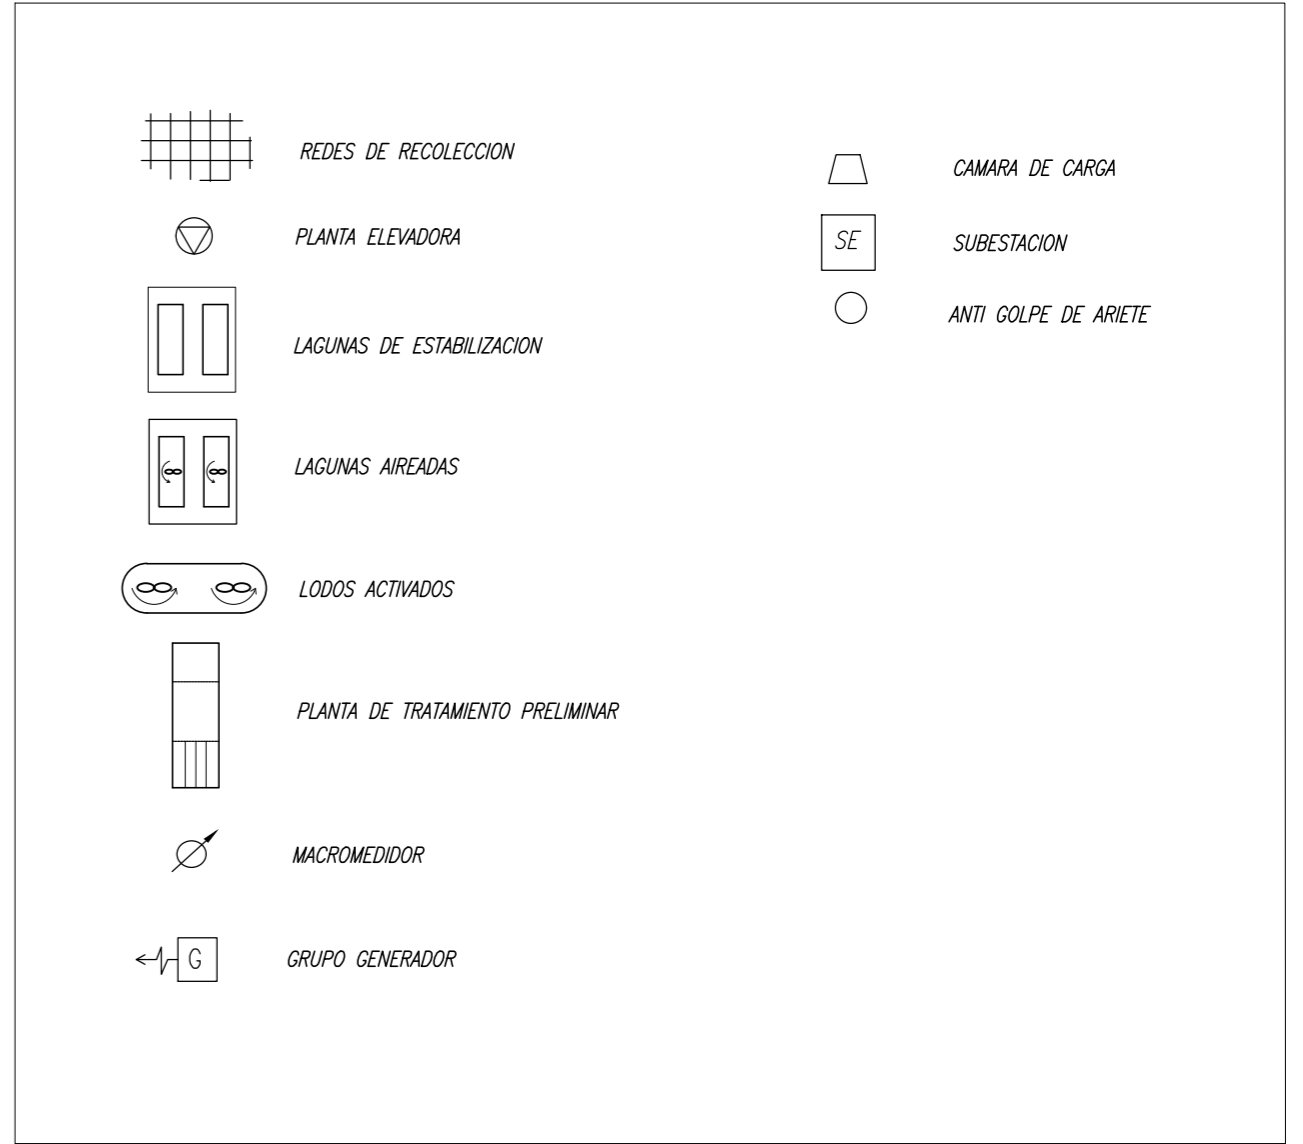 REDES DE RECOLECCION
PLANTA ELEVADORA
LAGUNAS DE ESTABILIZACION
LAGUNAS AIREADAS
LODOS ACTIVADOS
PLANTA DE TRATAMIENTO PRELIMINAR
MACROMEDIDOR
G
GRUPO GENERADOR
CAMARA DE CARGA
SE
SUBESTACION
ANTI GOLPE DE ARIETE